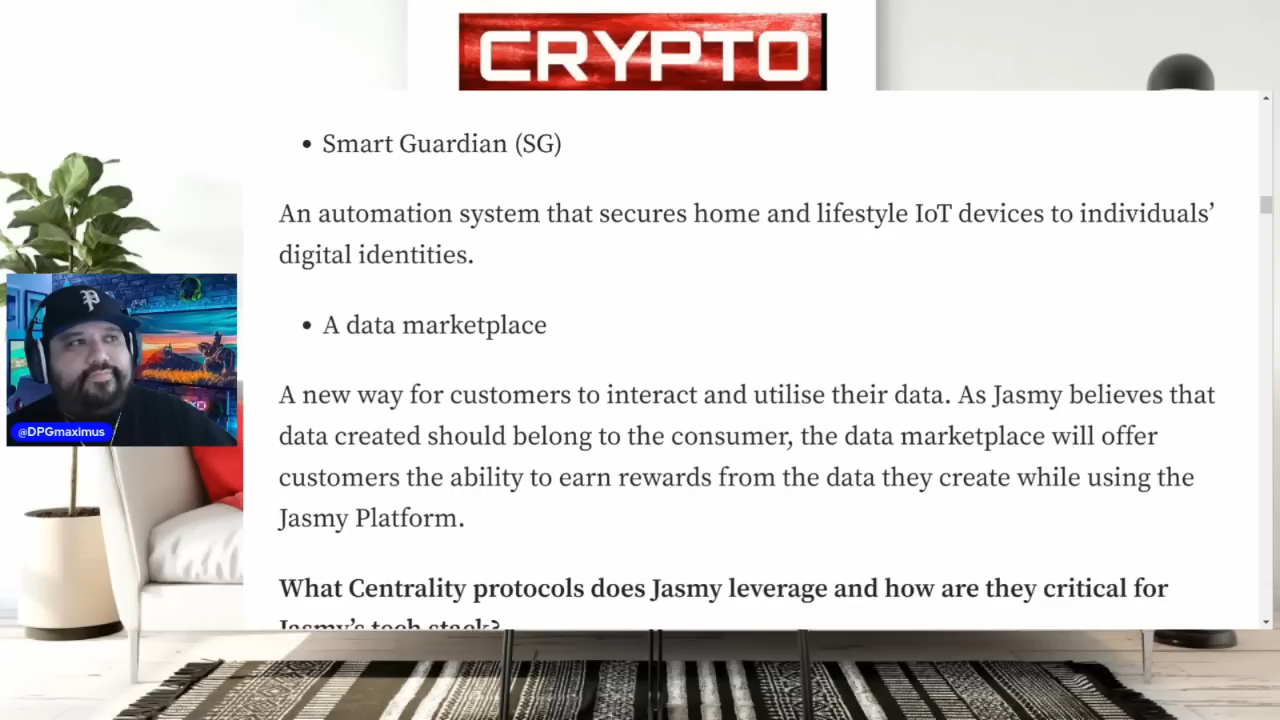 CRYPTO
• Smart Guardian (SG)
An automation system that secures home and lifestyle IoT devices to individuals’
digital identities.
• A data marketplace
A new way for customers to interact and utilise their data. As Jasmy believes that
data created should belong to the consumer, the data marketplace will offer
customers the ability to earn rewards from the data they create while using the
Jasmy Platform.
What Centrality protocols does Jasmy leverage and how are they critical for
Jasmy’s tech stack?
P
@DPGmaximus